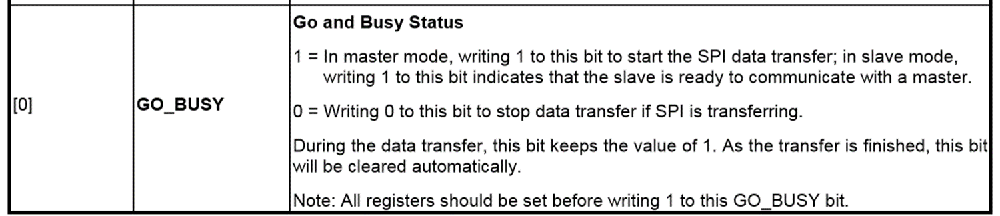 Go and Busy Status
1 = In master mode, writing 1 to this bit to start the SPI data transfer; in slave mode,
writing 1 to this bit indicates that the slave is ready to communicate with a master.
[0]
GO_BUSY
0 = Writing 0 to this bit to stop data transfer if SPI is transferring.
During the data transfer, this bit keeps the value of 1. As the transfer is finished, this bit
will be cleared automatically.
Note: All registers should be set before writing 1 to this GO_BUSY bit.